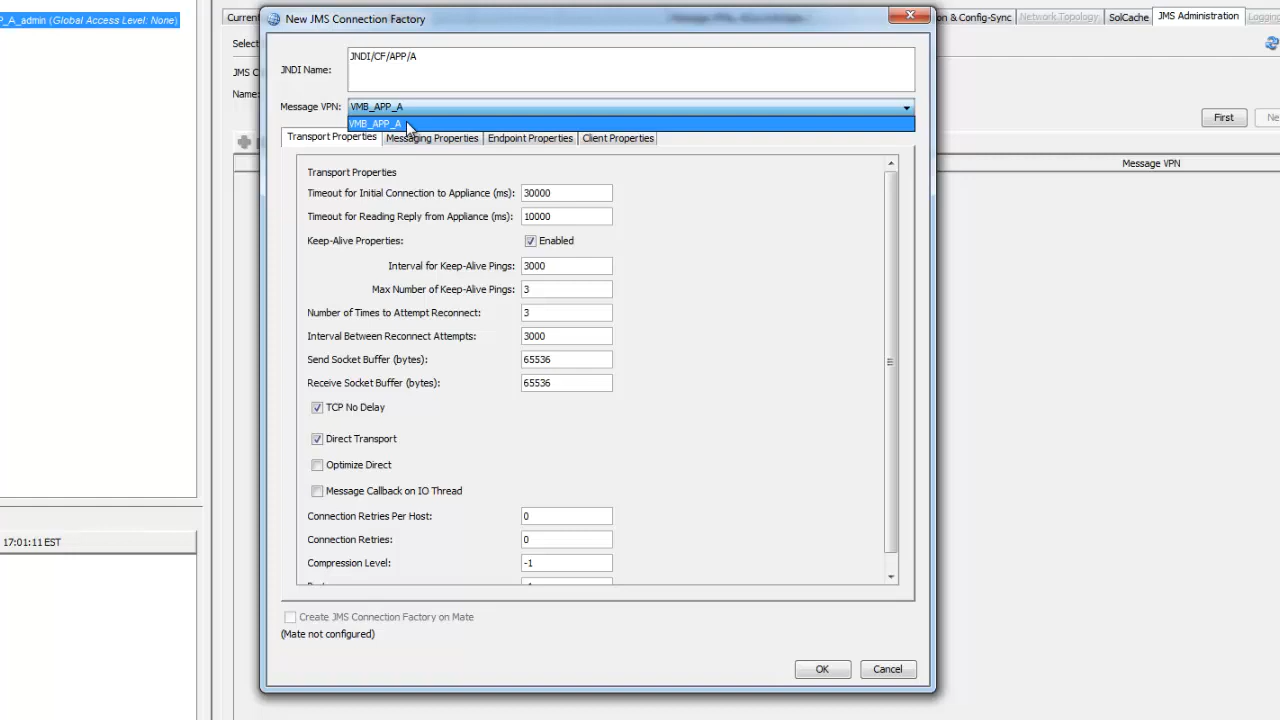 P_A_admin (Global Access Level: None)
Current
n & Config-Sync
Network Topology
SolCache
JMS Administration
Logging
Select
JMS C
Name:
First
Ne
Message VPN
17:01:11 EST
New JMS Connection Factory
JNDI Name:
JNDI/CF/APP/A
Message VPN:
VMB_APP_A
VMB_APP_A
Transport Properties
Messaging Properties
Endpoint Properties
Client Properties
Transport Properties
Timeout for Initial Connection to Appliance (ms): 30000
Timeout for Reading Reply from Appliance (ms): 10000
Keep-Alive Properties: Enabled
Interval for Keep-Alive Pings: 3000
Max Number of Keep-Alive Pings: 3
Number of Times to Attempt Reconnect: 3
Interval Between Reconnect Attempts: 3000
Send Socket Buffer (bytes): 65536
Receive Socket Buffer (bytes): 65536
TCP No Delay
Direct Transport
Optimize Direct
Message Callback on IO Thread
Connection Retries Per Host: 0
Connection Retries: 0
Compression Level: -1
Create JMS Connection Factory on Mate
(Mate not configured)
OK
Cancel